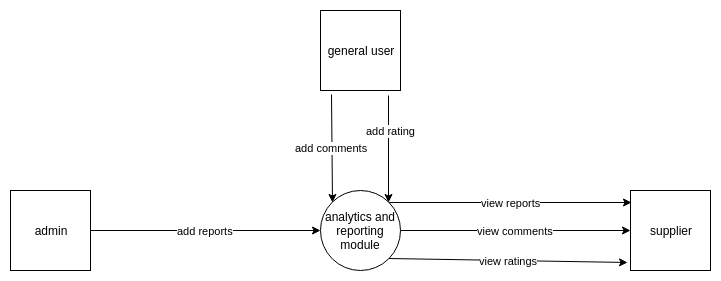 general user
add rating
add comments
admin
add reports
analytics and
reporting
module
view reports
view comments
view ratings
supplier